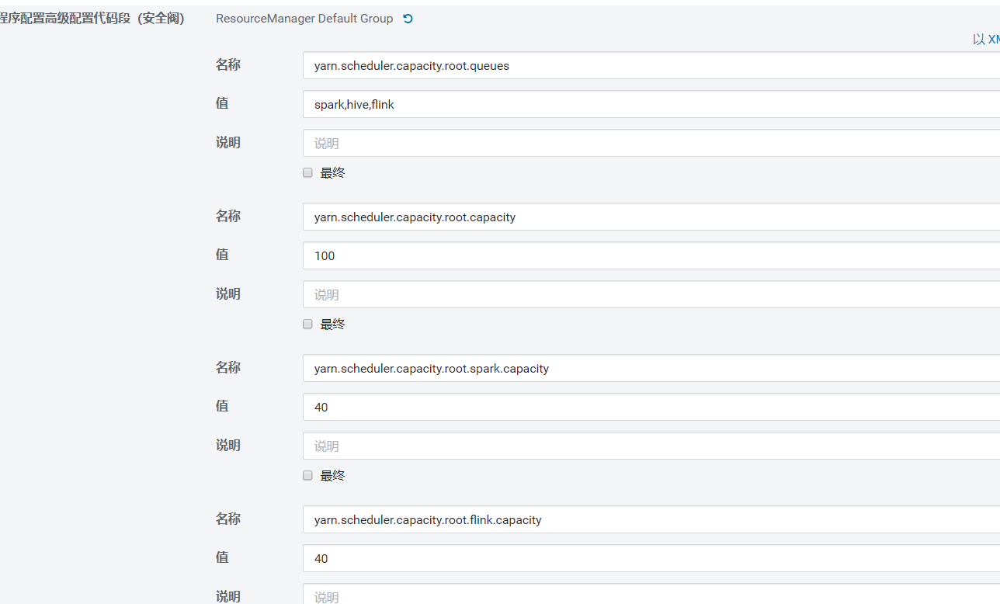 程序配置高级配置代码段（安全阀） ResourceManager Default Group
以 XM
名称 yarn.scheduler.capacity.root.queues
值 spark,hive,flink
说明 说明
最终
名称 yarn.scheduler.capacity.root.capacity
值 100
说明 说明
最终
名称 yarn.scheduler.capacity.root.spark.capacity
值 40
说明 说明
最终
名称 yarn.scheduler.capacity.root.flink.capacity
值 40
说明 说明